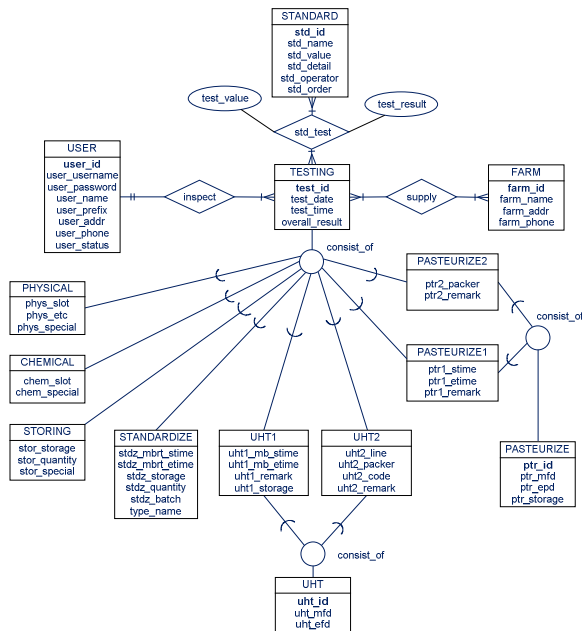 STANDARD
std_id
std_name
std_value
std_detail
std_operator
std_order
test_value
test_result
std_test
USER
user_id
user_username
user_password
user_name
user_prefix
user_addr
user_phone
user_status
inspect
TESTING
test_id
test_date
test_time
overall_result
supply
FARM
farm_id
farm_name
farm_addr
farm_phone
consist_of
PHYSICAL
phys_slot
phys_etc
phys_special
PASTEURIZE2
ptr2_packer
ptr2_remark
consist_of
CHEMICAL
chem_slot
chem_special
PASTEURIZE1
ptr1_stime
ptr1_etime
ptr1_remark
STORING
stor_storage
stor_quantity
stor_special
STANDARDIZE
stdz_mbrt_stime
stdz_mbrt_etime
stdz_storage
stdz_quantity
stdz_batch
type_name
UHT1
uht1_mb_stime
uht1_mb_etime
uht1_remark
uht1_storage
UHT2
uht2_line
uht2_packer
uht2_code
uht2_remark
PASTEURIZE
ptr_id
ptr_mfd
ptr_epd
ptr_storage
consist_of
UHT
uht_id
uht_mfd
uht_efd